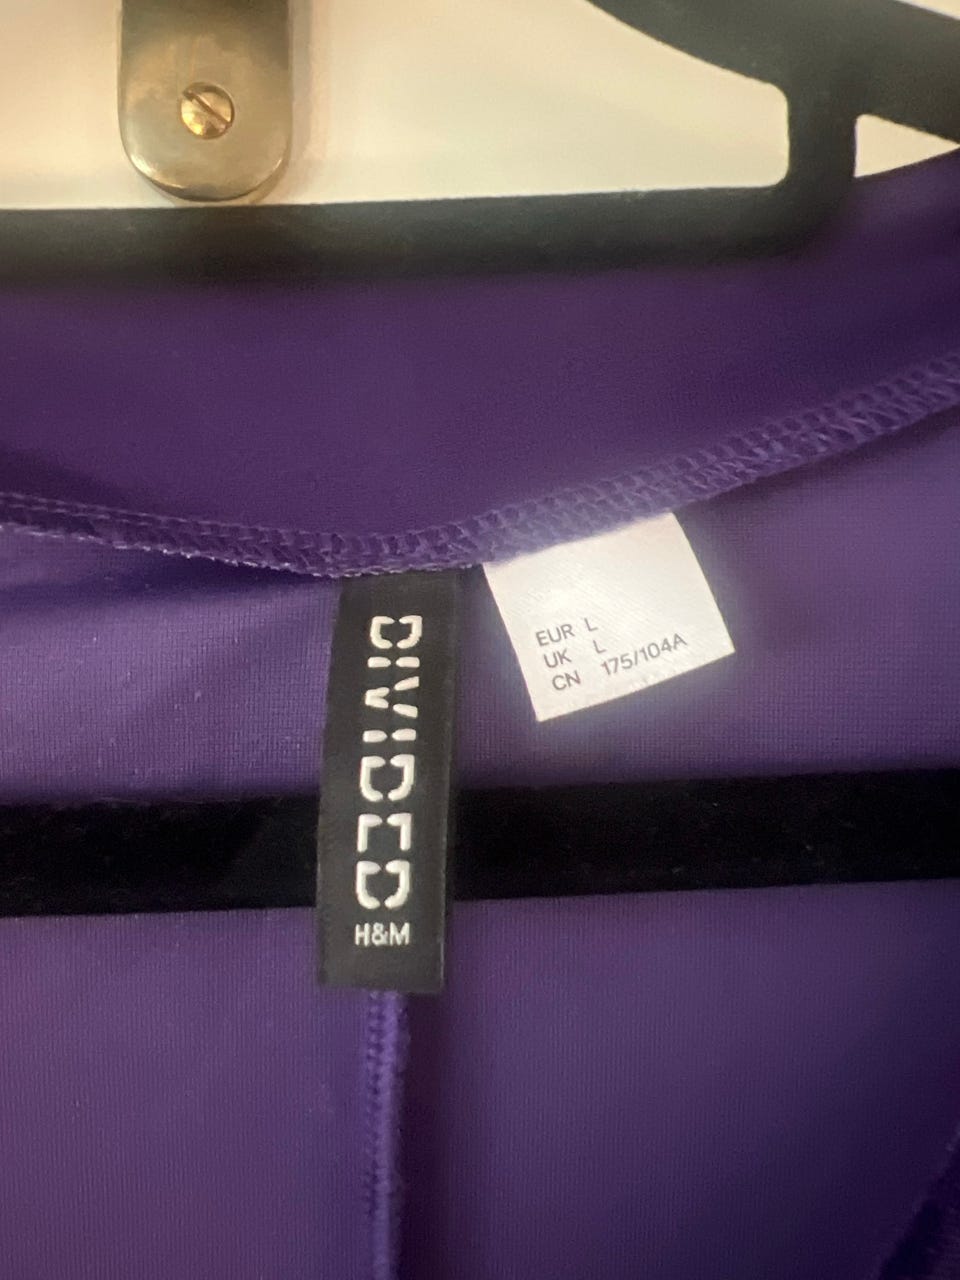 DIVIDED
H&M
EUR L
UK L
CN 175/104A